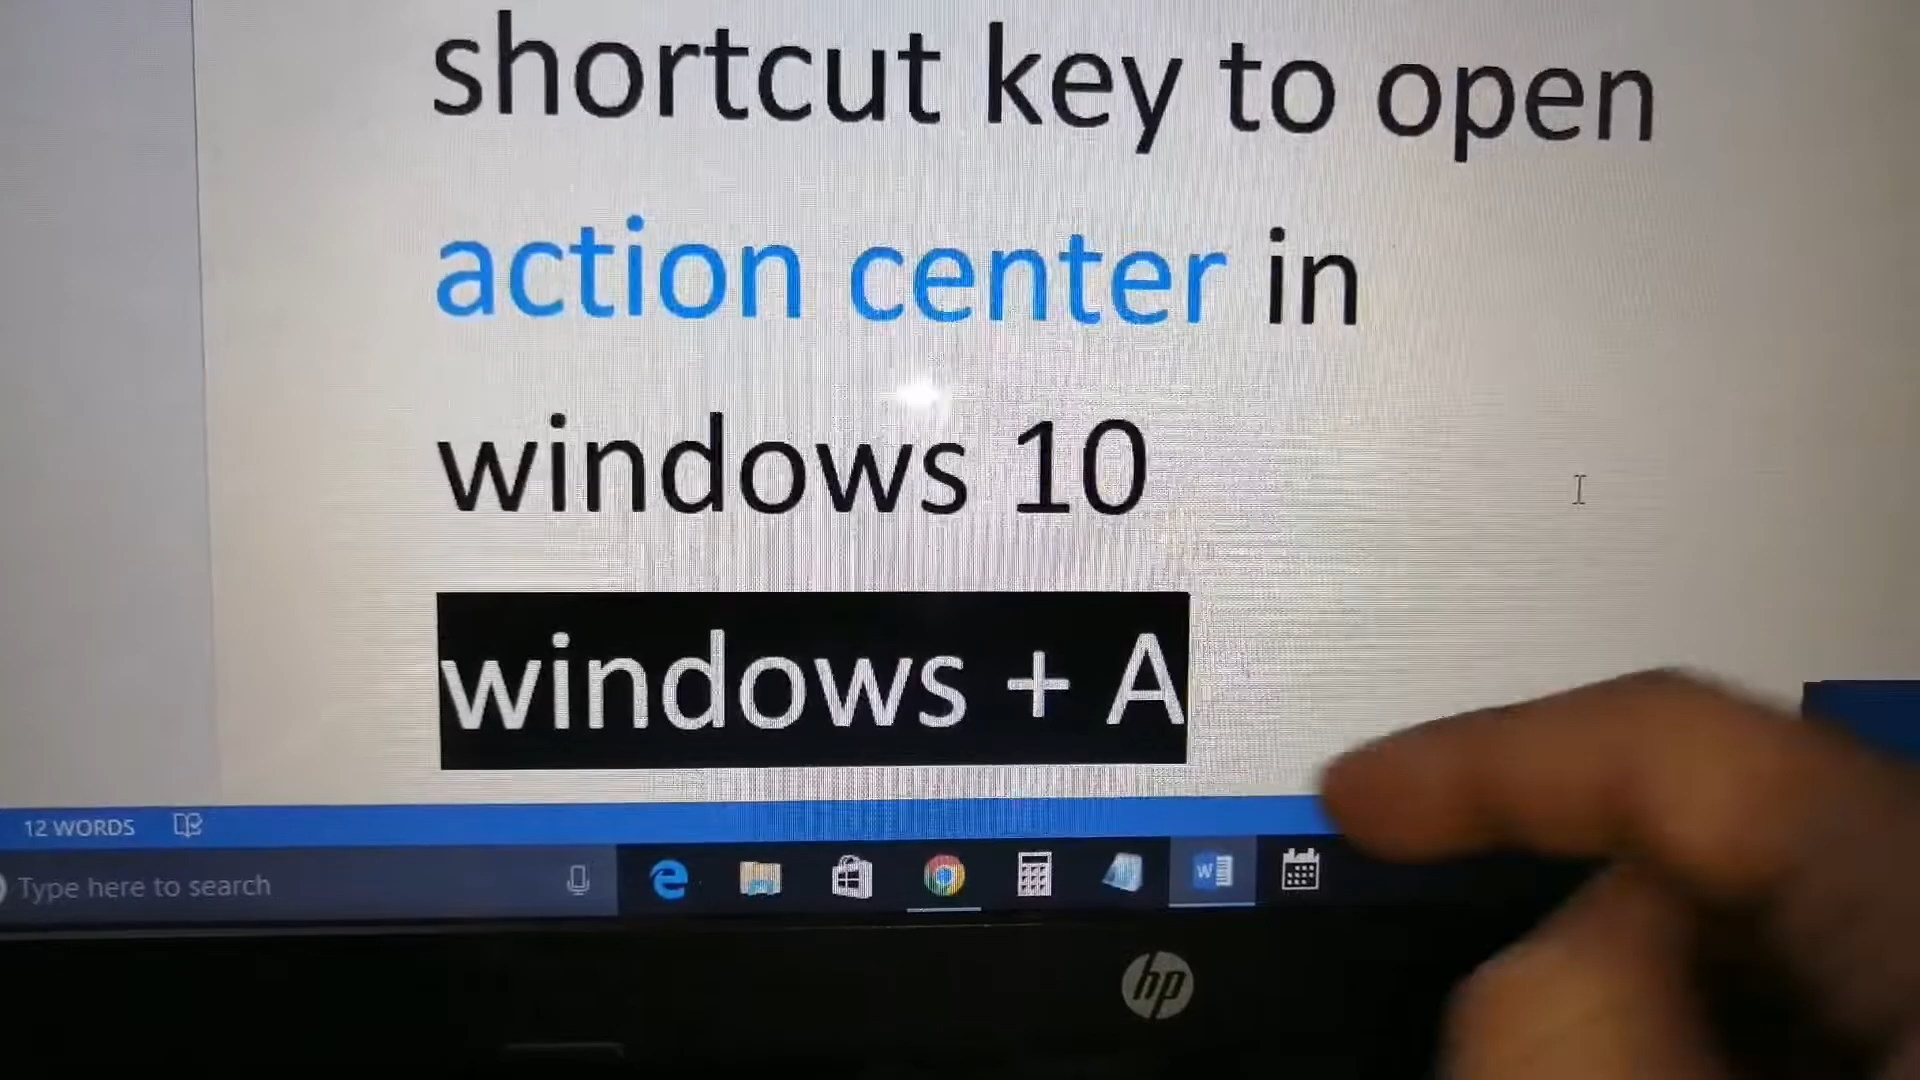 shortcut key to open
action center in
windows 10
windows + A
12 WORDS
Type here to search
W
hp